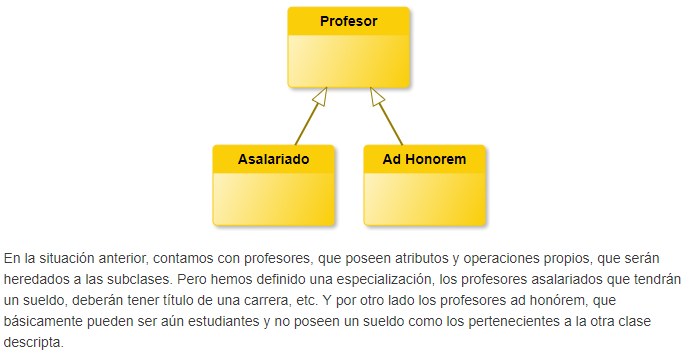 Profesor
Asalariado
Ad Honorem
En la situación anterior, contamos con profesores, que poseen atributos y operaciones propios, que serán
heredados a las subclases. Pero hemos definido una especialización, los profesores asalariados que tendrán
un sueldo, deberán tener título de una carrera, etc. Y por otro lado los profesores ad honórem, que
básicamente pueden ser aún estudiantes y no poseen un sueldo como los pertenecientes a la otra clase
descripta.